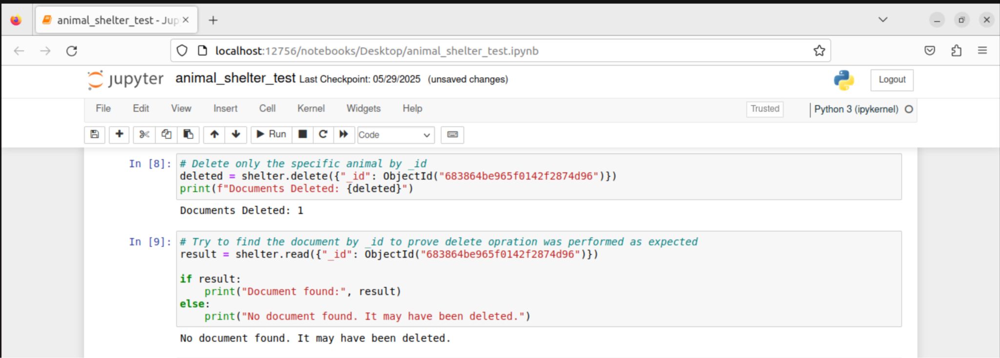 animal_shelter_test - Jup
localhost:12756/notebooks/Desktop/animal_shelter_test.ipynb
jupyter animal_shelter_test Last Checkpoint: 05/29/2025 (unsaved changes)
Logout
File Edit View Insert Cell Kernel Widgets Help
Trusted Python 3 (ipykernel)
Run Code
In [8]: # Delete only the specific animal by _id
deleted = shelter.delete({"_id": ObjectId("683864be965f0142f2874d96")})
print(f"Documents Deleted: {deleted}")
Documents Deleted: 1
In [9]: # Try to find the document by _id to prove delete opration was performed as expected
result = shelter.read({"_id": ObjectId("683864be965f0142f2874d96")})
if result:
    print("Document found:", result)
else:
    print("No document found. It may have been deleted.")
No document found. It may have been deleted.